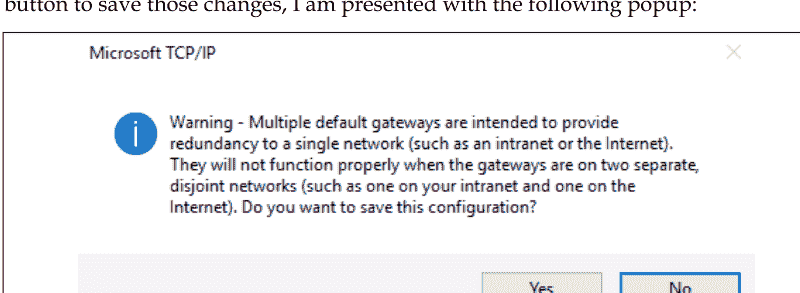 button to save those changes, I am presented with the following popup:
Microsoft TCP/IP
Warning - Multiple default gateways are intended to provide
redundancy to a single network (such as an intranet or the Internet).
They will not function properly when the gateways are on two separate,
disjoint networks (such as one on your intranet and one on the
Internet). Do you want to save this configuration?
Yes No